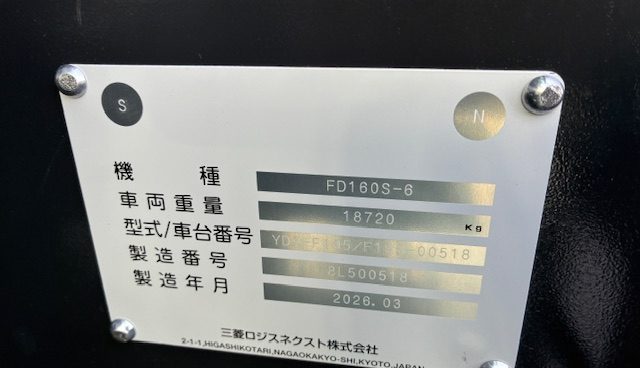 S
N
機 種 FD160S-6
車両重量 18720 Kg
型式/車台番号
製造番号 8L500518
製造年月 2026.03
三菱ロジスネクスト株式会社
2-1-1,HIGASHIKOTARI,NAGAOKAKYO-SHI,KYOTO,JAPAN